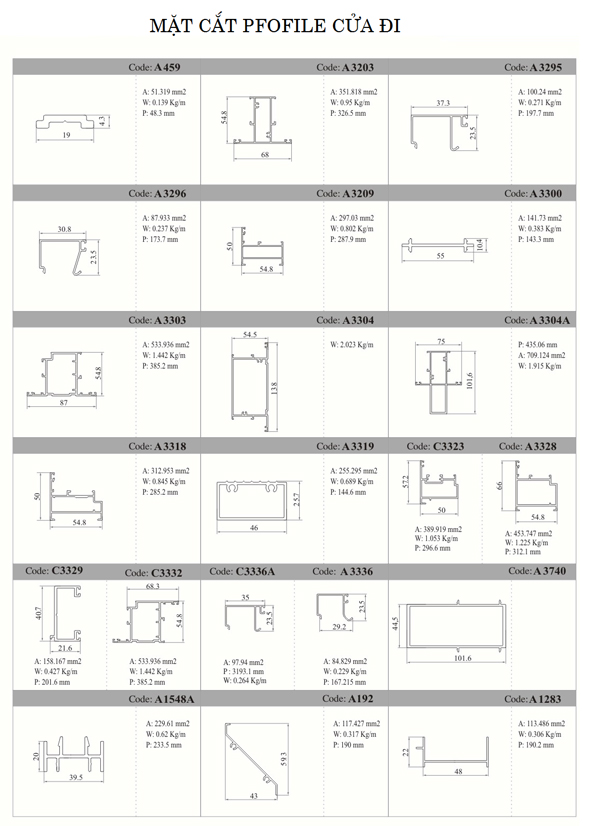 MẶT CẮT PFOFILE CỬA ĐI
Code: A459
A: 51.319 mm2
W: 0.139 Kg/m
P: 48.3 mm
4.3
19
Code: A3203
A: 351.818 mm2
W: 0.95 Kg/m
P: 326.5 mm
54.8
68
Code: A3295
A: 100.24 mm2
W: 0.271 Kg/m
P: 197.7 mm
37.3
23.5
Code: A3296
A: 87.933 mm2
W: 0.237 Kg/m
P: 173.7 mm
30.8
23.5
Code: A3209
A: 297.03 mm2
W: 0.802 Kg/m
P: 287.9 mm
50
54.8
Code: A3300
A: 141.73 mm2
W: 0.383 Kg/m
P: 143.3 mm
10.4
55
Code: A3303
A: 533.936 mm2
W: 1.442 Kg/m
P: 385.2 mm
54.8
87
Code: A3304
W: 2.023 Kg/m
54.5
13.8
Code: A3304A
P: 435.06 mm
A: 709.124 mm2
W: 1.915 Kg/m
75
101,6
Code: A3318
A: 312.953 mm2
W: 0.845 Kg/m
P: 285.2 mm
50
54.8
Code: A3319
A: 255.295 mm2
W: 0.689 Kg/m
P: 144.6 mm
25.7
46
Code: C3323
57.2
50
A: 389.919 mm2
W: 1.053 Kg/m
P: 296.6 mm
Code: A3328
66
54.8
A: 453.747 mm2
W: 1.225 Kg/m
P: 312.1 mm
Code: C3329
40.7
21.6
A: 158.167 mm2
W: 0.427 Kg/m
P: 201.6 mm
Code: C3332
68.3
54.8
A: 533.936 mm2
W: 1.442 Kg/m
P: 385.2 mm
Code: C3336A
35
23.5
A: 97.94 mm2
P: 3193.1 mm
W: 0.264 Kg/m
Code: A3336
23.5
29.2
A: 84.829 mm2
W: 0.229 Kg/m
P: 167.215 mm
Code: A3740
44,5
101.6
Code: A1548A
A: 229.61 mm2
W: 0.62 Kg/m
P: 233.5 mm
20
39.5
Code: A192
A: 117.427 mm2
W: 0.317 Kg/m
P: 190 mm
59.3
43
Code: A1283
A: 113.486 mm2
W: 0.306 Kg/m
P: 190.2 mm
22
48